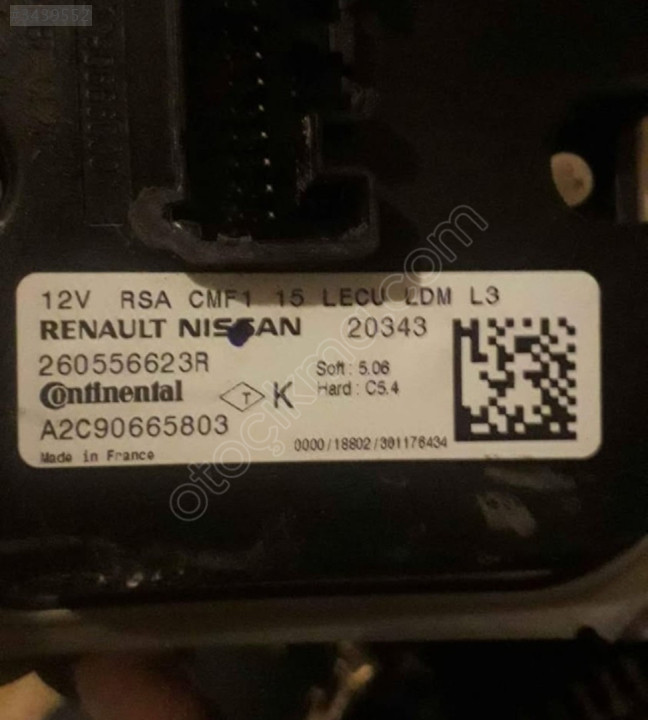 12V RSA CMF1 15 LECU LDM L3
RENAULT NISSAN 20343
260556623R Soft : 5.06
Continental T K Hard : C5.4
A2C90665803 0000/18802/301176434
Made in France
otoçıkma.com